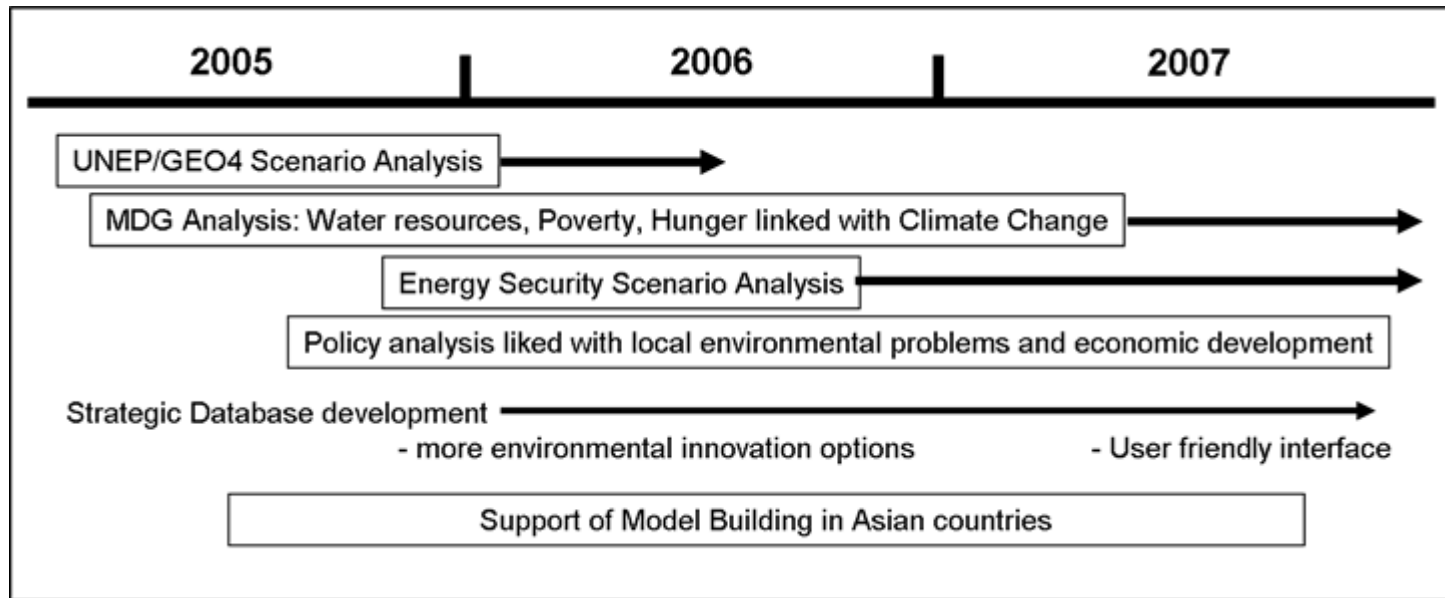 2005 2006 2007
UNEP/GEO4 Scenario Analysis
MDG Analysis: Water resources, Poverty, Hunger linked with Climate Change
Energy Security Scenario Analysis
Policy analysis liked with local environmental problems and economic development
Strategic Database development
- more environmental innovation options - User friendly interface
Support of Model Building in Asian countries